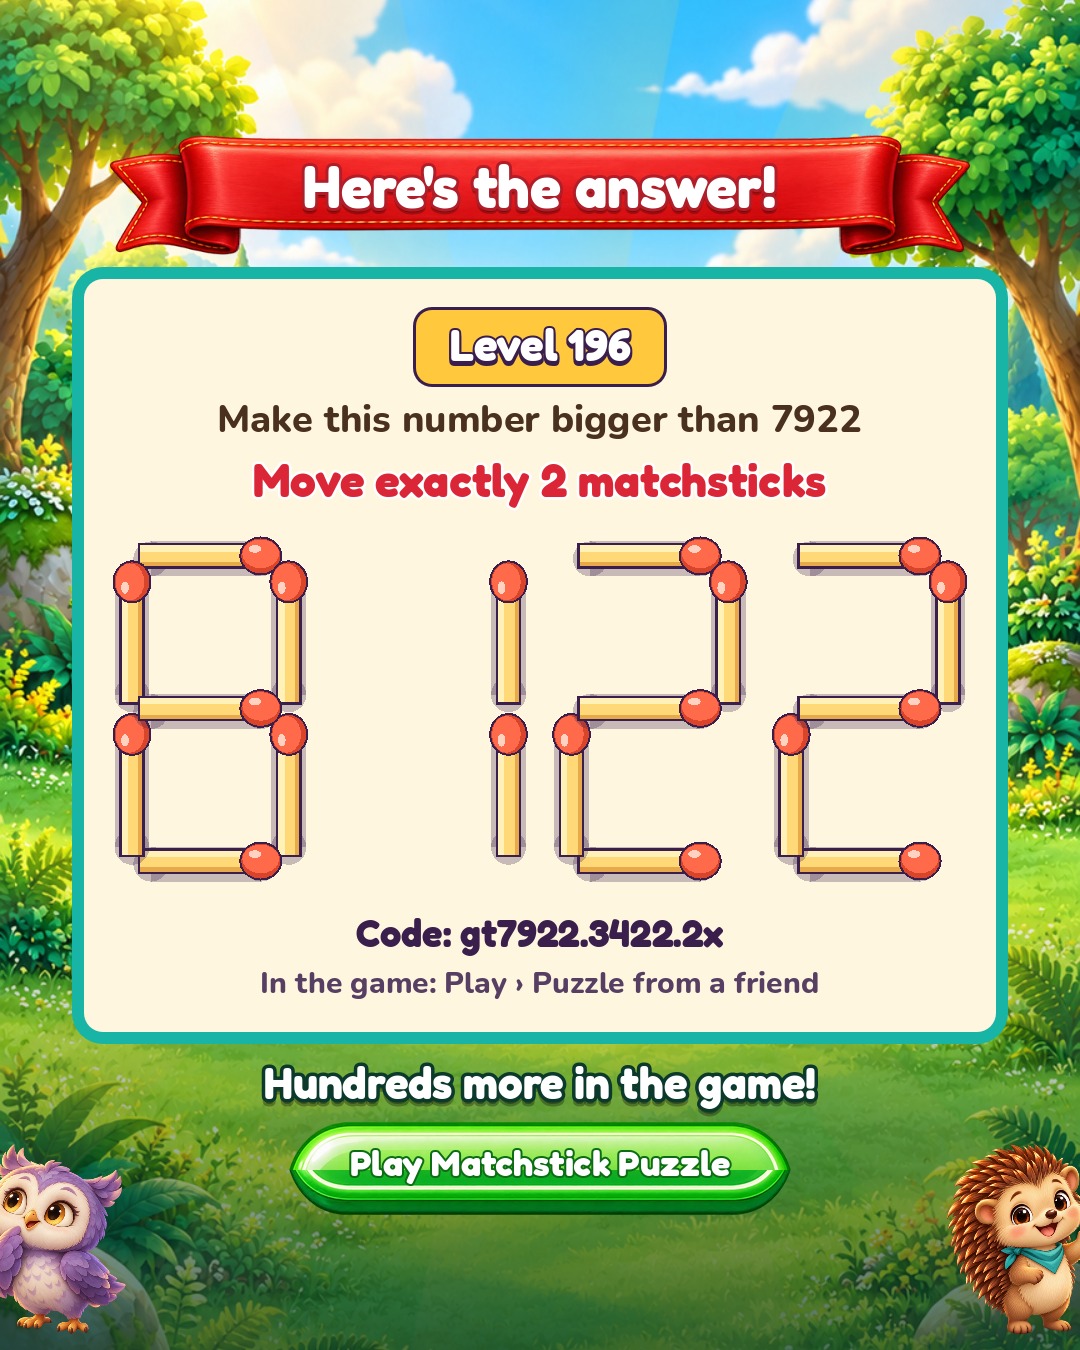 Here's the answer!
Level 196
Make this number bigger than 7922
Move exactly 2 matchsticks
8122
Code: gt7922.3422.2x
In the game: Play › Puzzle from a friend
Hundreds more in the game!
Play Matchstick Puzzle